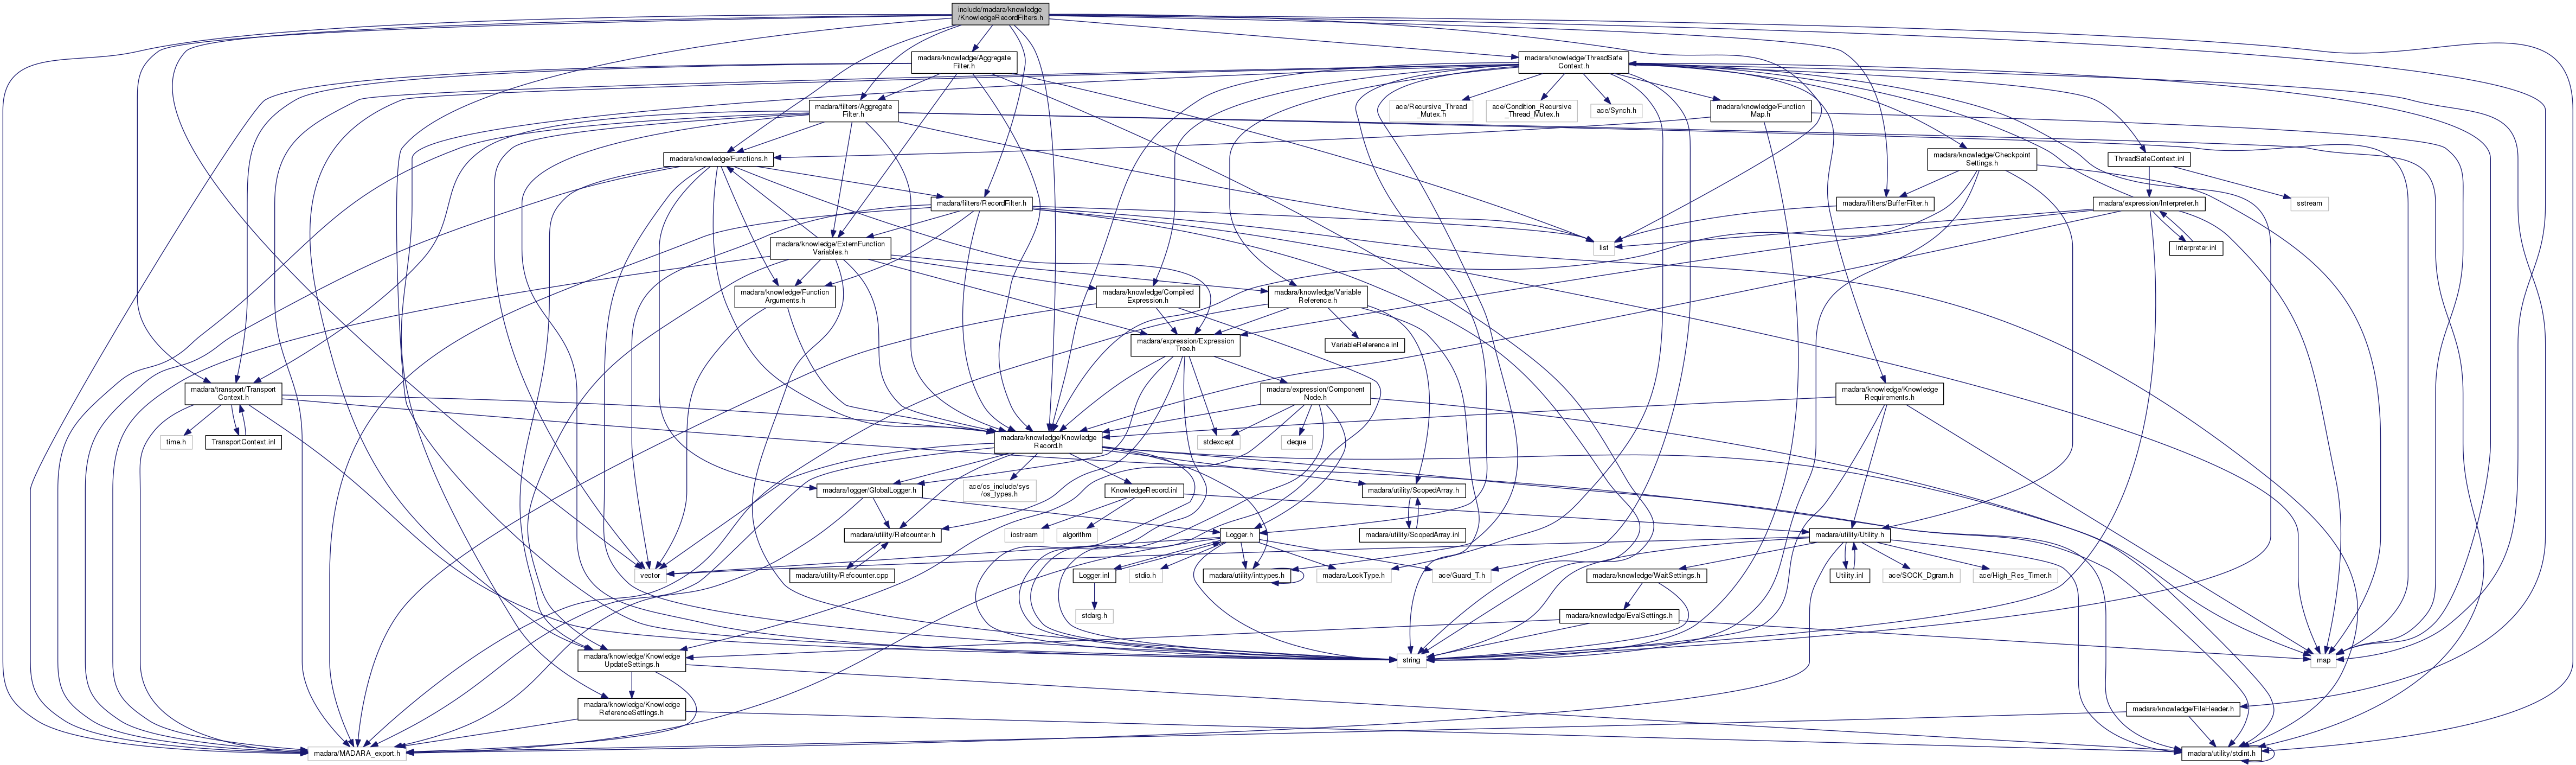 include/madara/knowledge
/KnowledgeRecordFilters.h
madara/knowledge/Aggregate
Filter.h
madara/knowledge/ThreadSafe
Context.h
madara/filters/Aggregate
Filter.h
ace/Recursive_Thread
_Mutex.h
ace/Condition_Recursive
_Thread_Mutex.h
ace/Synch.h
madara/knowledge/Function
Map.h
madara/knowledge/Functions.h
madara/knowledge/Checkpoint
Settings.h
ThreadSafeContext.inl
madara/filters/RecordFilter.h
madara/filters/BufferFilter.h
madara/expression/Interpreter.h
sstream
madara/knowledge/ExternFunction
Variables.h
list
Interpreter.inl
madara/knowledge/Function
Arguments.h
madara/knowledge/Compiled
Expression.h
madara/knowledge/Variable
Reference.h
madara/expression/Expression
Tree.h
VariableReference.inl
madara/transport/Transport
Context.h
madara/expression/Component
Node.h
madara/knowledge/Knowledge
Requirements.h
time.h
TransportContext.inl
madara/knowledge/Knowledge
Record.h
stdexcept
deque
madara/logger/GlobalLogger.h
ace/os_include/sys
/os_types.h
KnowledgeRecord.inl
madara/utility/ScopedArray.h
madara/utility/Refcounter.h
iostream
algorithm
Logger.h
madara/utility/ScopedArray.inl
madara/utility/Utility.h
vector
madara/utility/Refcounter.cpp
Logger.inl
stdio.h
madara/utility/inttypes.h
madara/LockType.h
ace/Guard_T.h
madara/knowledge/WaitSettings.h
Utility.inl
ace/SOCK_Dgram.h
ace/High_Res_Timer.h
stdarg.h
madara/knowledge/EvalSettings.h
madara/knowledge/Knowledge
UpdateSettings.h
string
map
madara/knowledge/Knowledge
ReferenceSettings.h
madara/knowledge/FileHeader.h
madara/MADARA_export.h
madara/utility/stdint.h